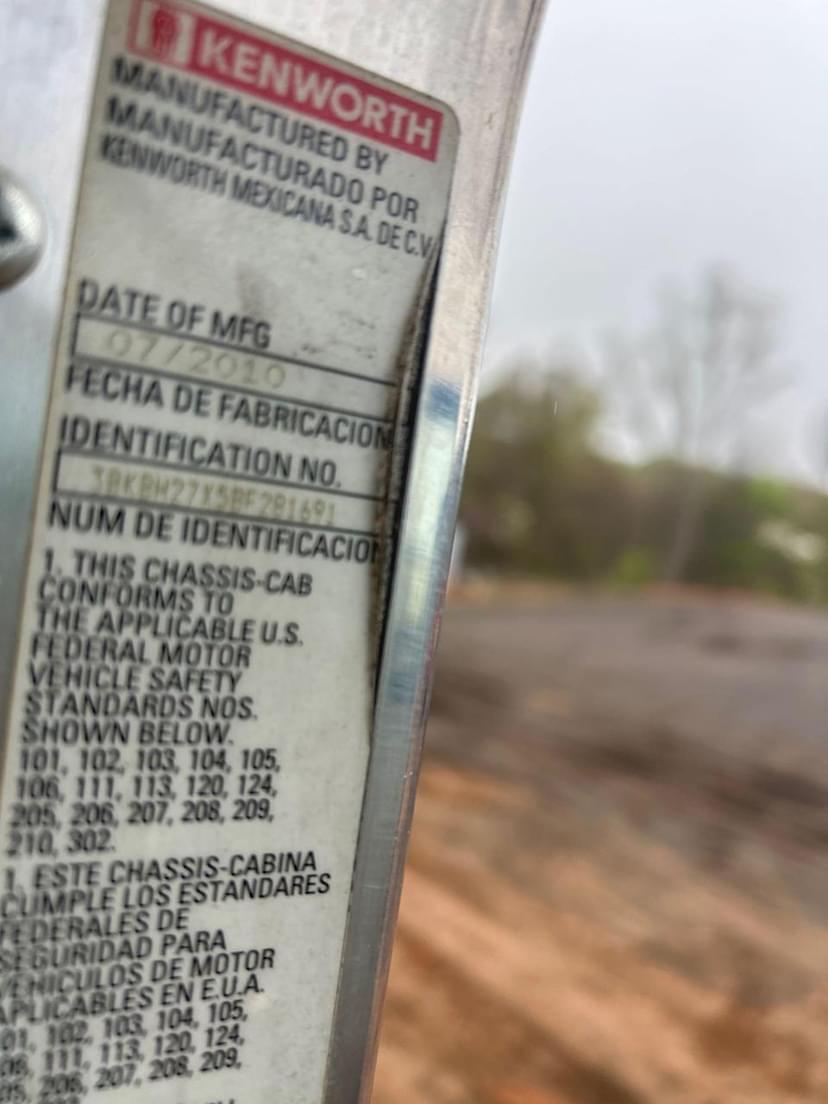 KENWORTH
MANUFACTURED BY
MANUFACTURADO POR
KENWORTH MEXICANA S.A. DE C.V.
DATE OF MFG
07/2010
FECHA DE FABRICACION
IDENTIFICATION NO.
3BKBH27X5BF281691
NUM DE IDENTIFICACION
1. THIS CHASSIS-CAB
CONFORMS TO
THE APPLICABLE U.S.
FEDERAL MOTOR
VEHICLE SAFETY
STANDARDS NOS.
SHOWN BELOW.
101, 102, 103, 104, 105,
106, 111, 113, 120, 124,
205, 206, 207, 208, 209,
210, 302.
1. ESTE CHASSIS-CABINA
CUMPLE LOS ESTANDARES
FEDERALES DE
SEGURIDAD PARA
VEHICULOS DE MOTOR
APLICABLES EN E.U.A.
01, 102, 103, 104, 105,
06, 111, 113, 120, 124,
05, 206, 207, 208, 209,